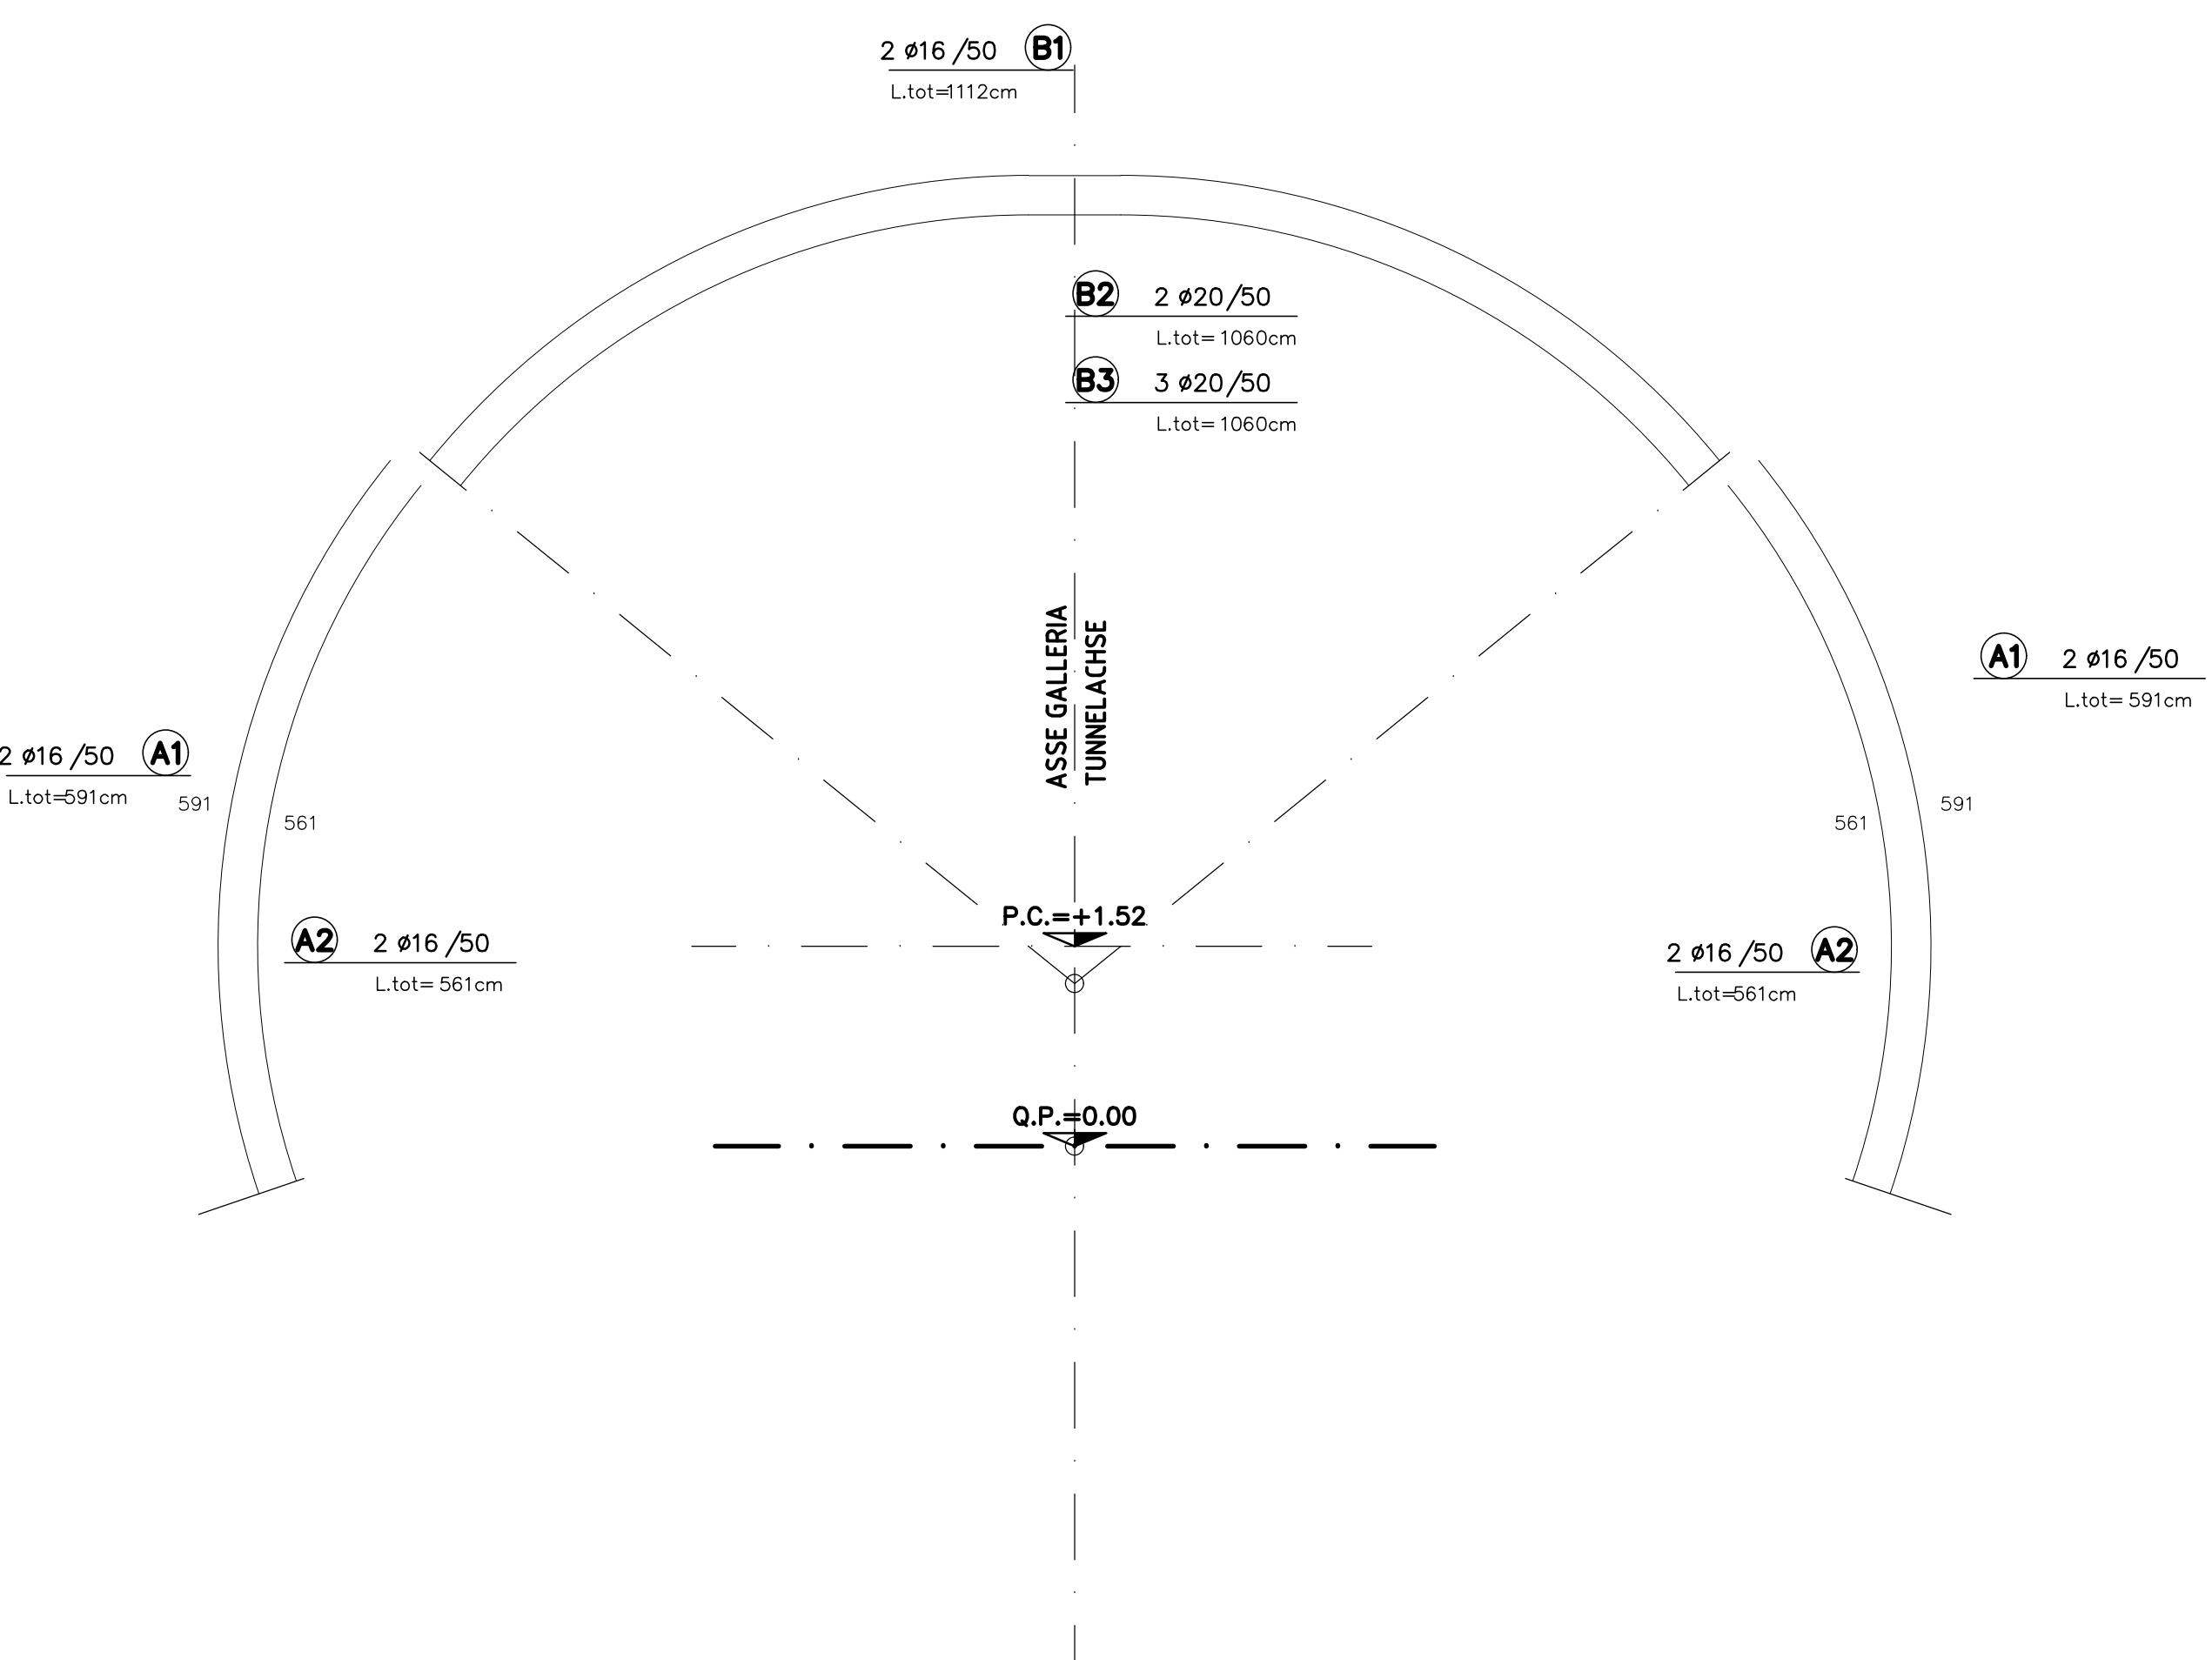 2 ø16 /50 B1
L.tot=1112cm
B2 2 ø20/50
L.tot= 1060cm
B3 3 ø20/50
L.tot= 1060cm
ASSE GALLERIA
TUNNELACHSE
A1 2 ø16 /50
L.tot= 591cm
2 ø16 /50 A1
L.tot=591cm
591
561
561
591
P.C.=+1.52
A2 2 ø16 /50
L.tot= 561cm
2 ø16 /50 A2
L.tot=561cm
Q.P.=0.00